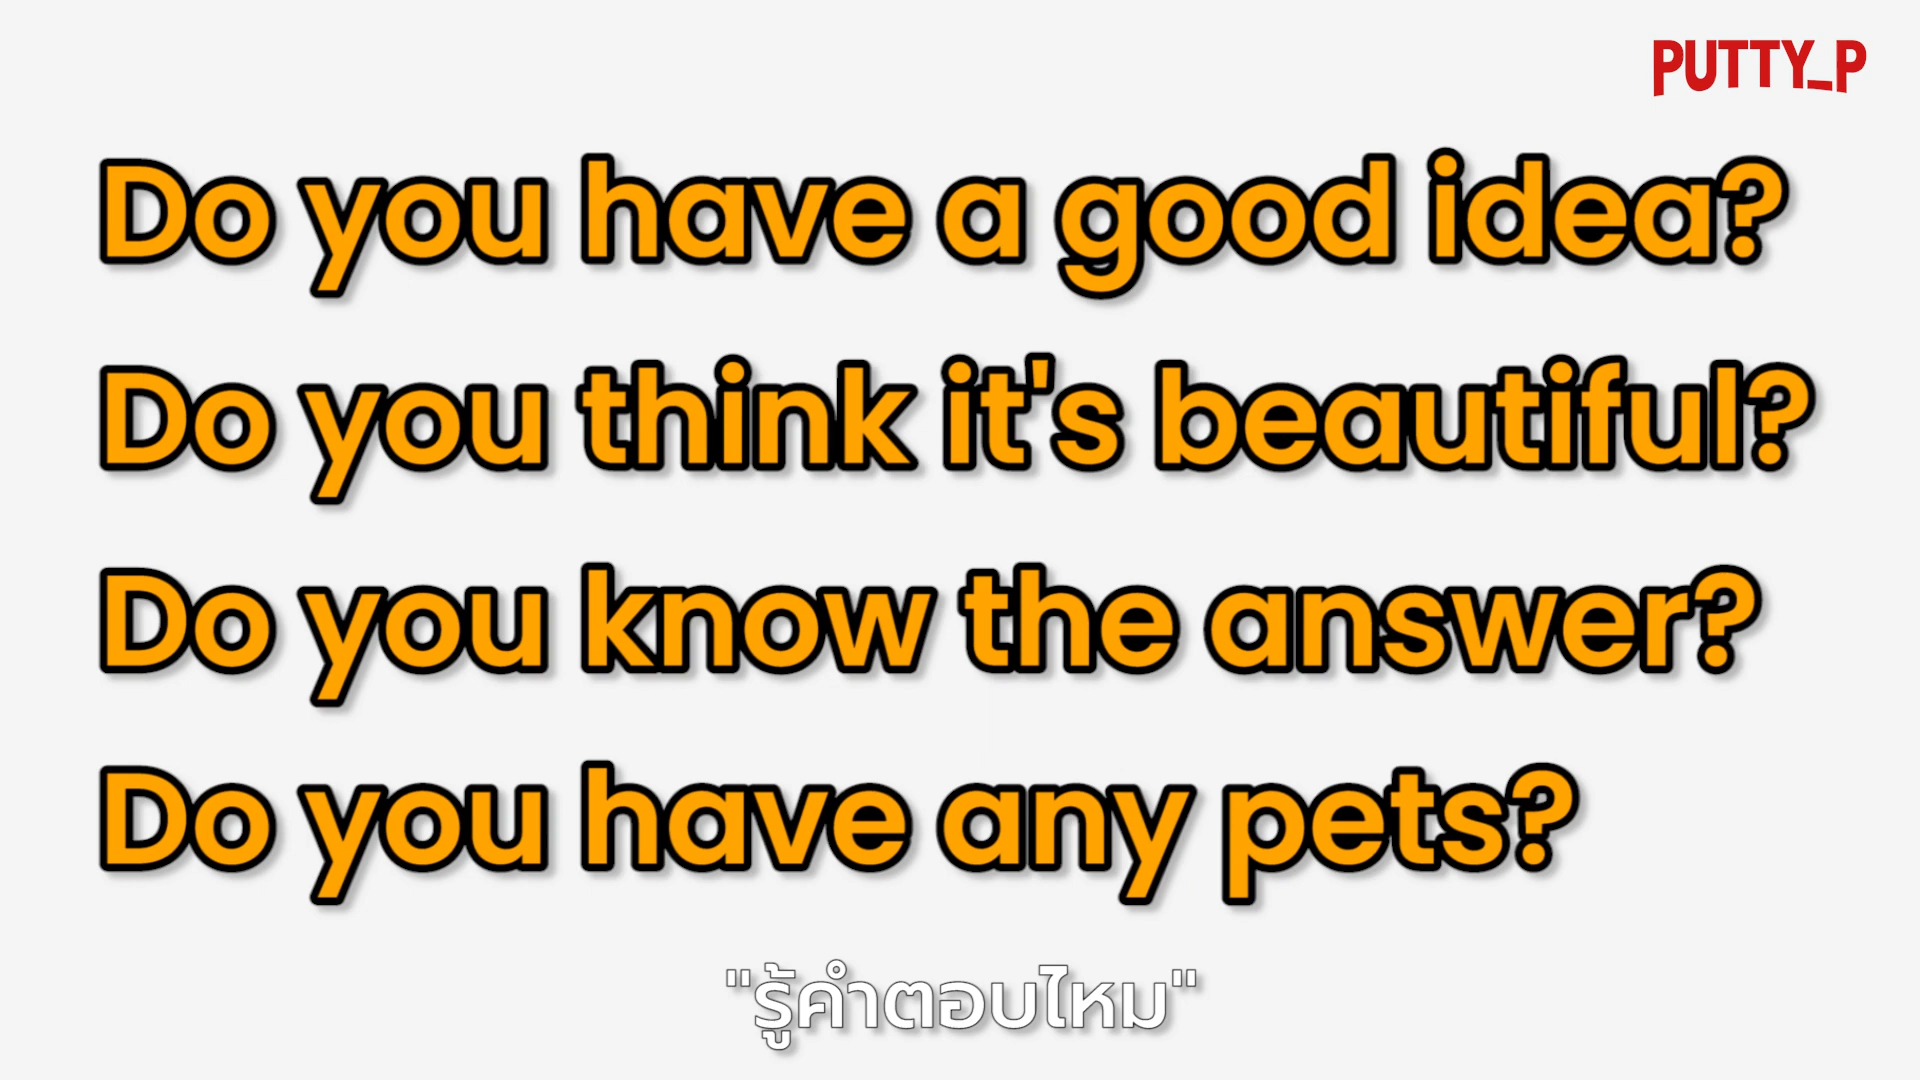 PUTTY_P
Do you have a good idea?
Do you think it's beautiful?
Do you know the answer?
Do you have any pets?
"รู้คำตอบไหม"